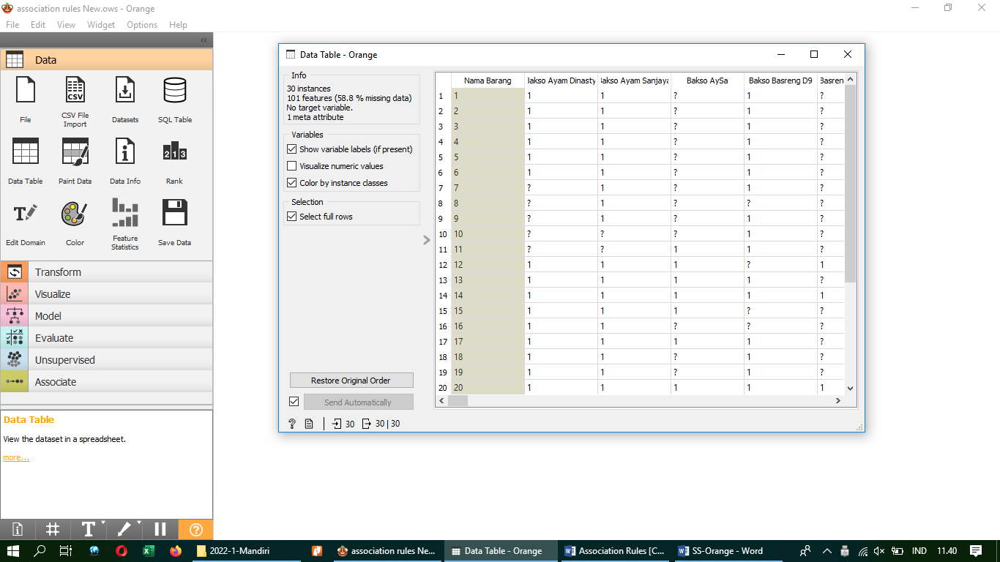 association rules New.ows - Orange
File Edit View Widget Options Help
Data
File
CSV File Import
Datasets
SQL Table
Data Table
Paint Data
Data Info
Rank
Edit Domain
Color
Feature Statistics
Save Data
Transform
Visualize
Model
Evaluate
Unsupervised
Associate
Data Table
View the dataset in a spreadsheet.
more...
Data Table - Orange
Info
30 instances
101 features (58.8 % missing data)
No target variable.
1 meta attribute
Variables
Show variable labels (if present)
Visualize numeric values
Color by instance classes
Selection
Select full rows
Restore Original Order
Send Automatically
? 30 30 | 30
Nama Barang Bakso Ayam Dinasty Bakso Ayam Sanjaya Bakso AySa Bakso Basreng D9 Basreng
1 1 1 1 ? 1 ?
2 2 1 1 ? 1 ?
3 3 1 1 ? 1 ?
4 4 1 1 ? 1 ?
5 5 1 1 ? 1 ?
6 6 1 1 ? 1 ?
7 7 ? 1 ? 1 ?
8 8 ? 1 ? ? ?
9 9 ? 1 ? 1 ?
10 10 ? ? ? 1 ?
11 11 ? ? 1 1 ?
12 12 1 1 1 ? 1
13 13 1 1 1 1 ?
14 14 1 1 1 1 1
15 15 1 1 1 ? ?
16 16 1 1 ? ? ?
17 17 1 1 1 1 ?
18 18 1 1 ? 1 ?
19 19 1 1 ? 1 ?
20 20 1 1 1 1 1
2022-1-Mandiri
association rules Ne...
Data Table - Orange
Association Rules [C...
SS-Orange - Word
IND
11.40